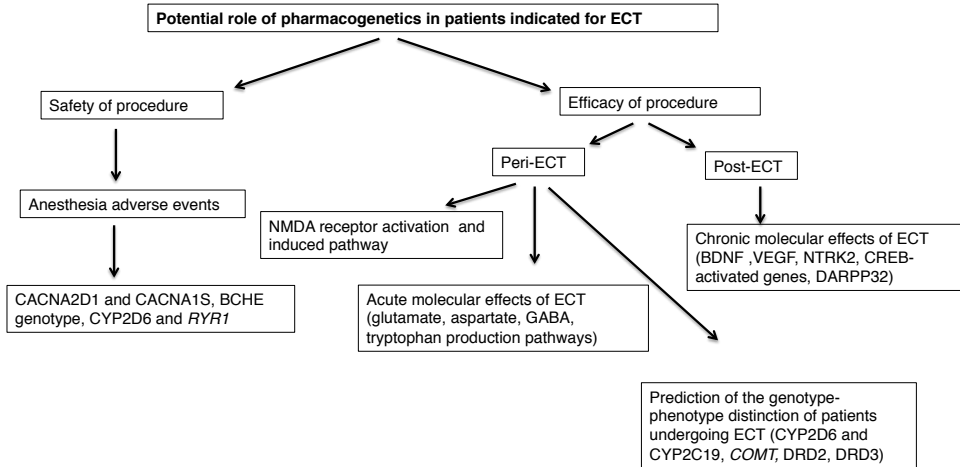 Potential role of pharmacogenetics in patients indicated for ECT
Safety of procedure
Efficacy of procedure
Peri-ECT
Post-ECT
Anesthesia adverse events
NMDA receptor activation and
induced pathway
Chronic molecular effects of ECT
(BDNF ,VEGF, NTRK2, CREB-
activated genes, DARPP32)
CACNA2D1 and CACNA1S, BCHE
genotype, CYP2D6 and RYR1
Acute molecular effects of ECT
(glutamate, aspartate, GABA,
tryptophan production pathways)
Prediction of the genotype-
phenotype distinction of patients
undergoing ECT (CYP2D6 and
CYP2C19, COMT, DRD2, DRD3)